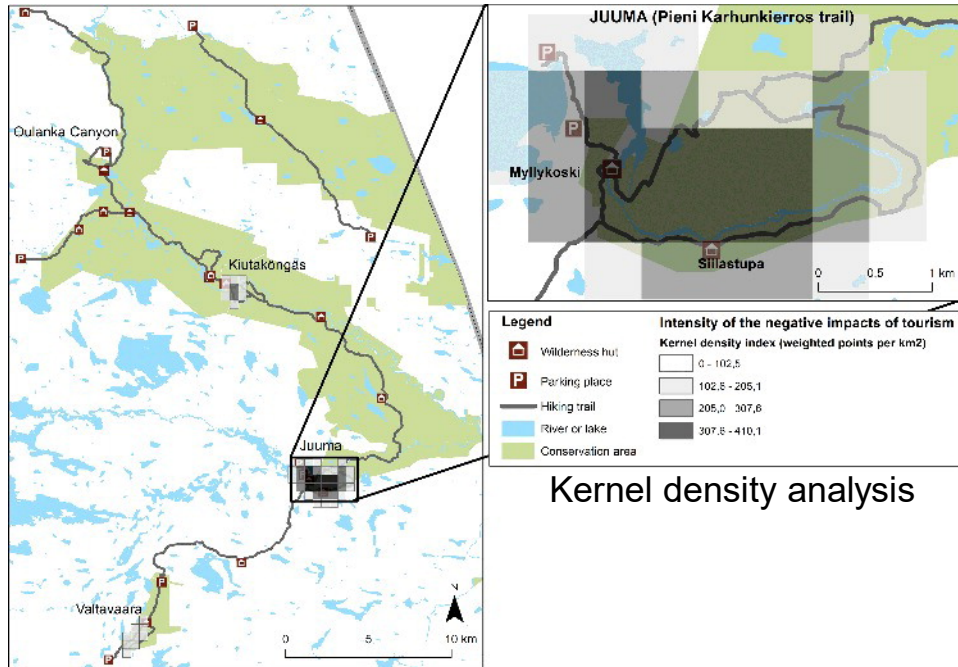 P
Oulanka Canyon
P
P
P
Kiutaköngäs
Juuma
P
Valtavaara
P
N
0 5 10 km
JUUMA (Pieni Karhunkierros trail)
P
P
Myllykoski
Siilastupa
0 0.5 1 km
Legend
Wilderness hut
P Parking place
Hiking trail
River or lake
Conservation area
Intensity of the negative impacts of tourism
Kernel density index (weighted points per km2)
0 - 102,5
102,6 - 205,1
205,0 - 307,6
307,6 - 410,1
Kernel density analysis